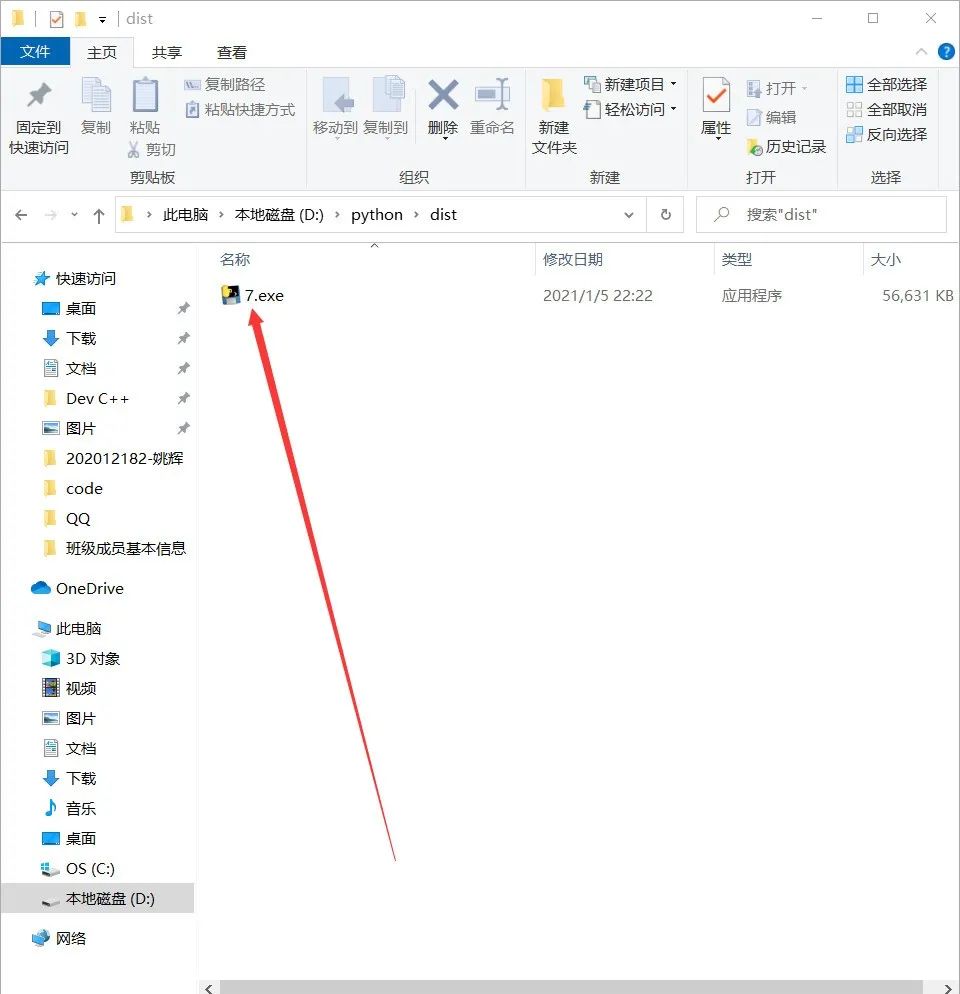 dist
文件 主页 共享 查看
固定到快速访问
复制
粘贴
复制路径
粘贴快捷方式
剪切
剪贴板
移动到 复制到 删除 重命名
组织
新建文件夹
新建项目
轻松访问
新建
属性
打开
编辑
历史记录
打开
全部选择
全部取消
反向选择
选择
此电脑 › 本地磁盘 (D:) › python › dist
搜索"dist"
名称 修改日期 类型 大小
7.exe 2021/1/5 22:22 应用程序 56,631 KB
快速访问
桌面
下载
文档
Dev C++
图片
202012182-姚辉
code
QQ
班级成员基本信息
OneDrive
此电脑
3D 对象
视频
图片
文档
下载
音乐
桌面
OS (C:)
本地磁盘 (D:)
网络